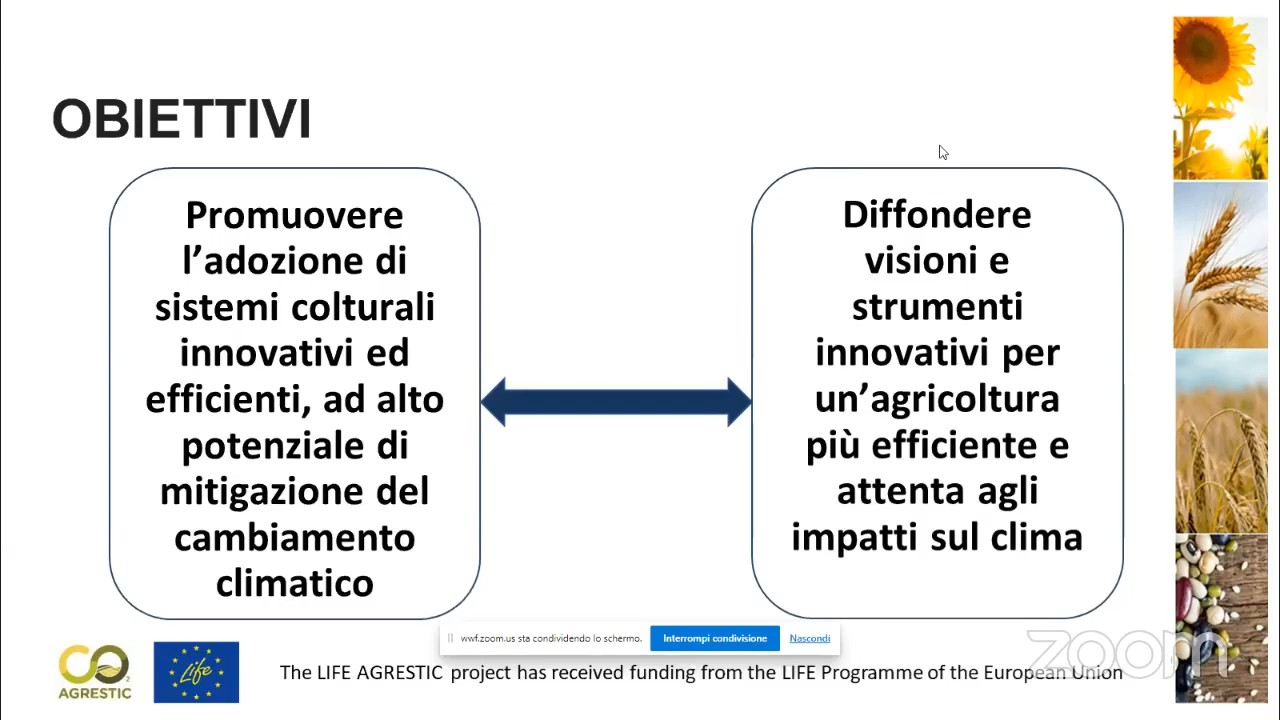 OBIETTIVI
Promuovere
l’adozione di
sistemi colturali
innovativi ed
efficienti, ad alto
potenziale di
mitigazione del
cambiamento
climatico
Diffondere
visioni e
strumenti
innovativi per
un’agricoltura
più efficiente e
attenta agli
impatti sul clima
wwf.zoom.us sta condividendo lo schermo.
Interrompi condivisione
Nascondi
zoom
CO2
AGRESTIC
Life
The LIFE AGRESTIC project has received funding from the LIFE Programme of the European Union